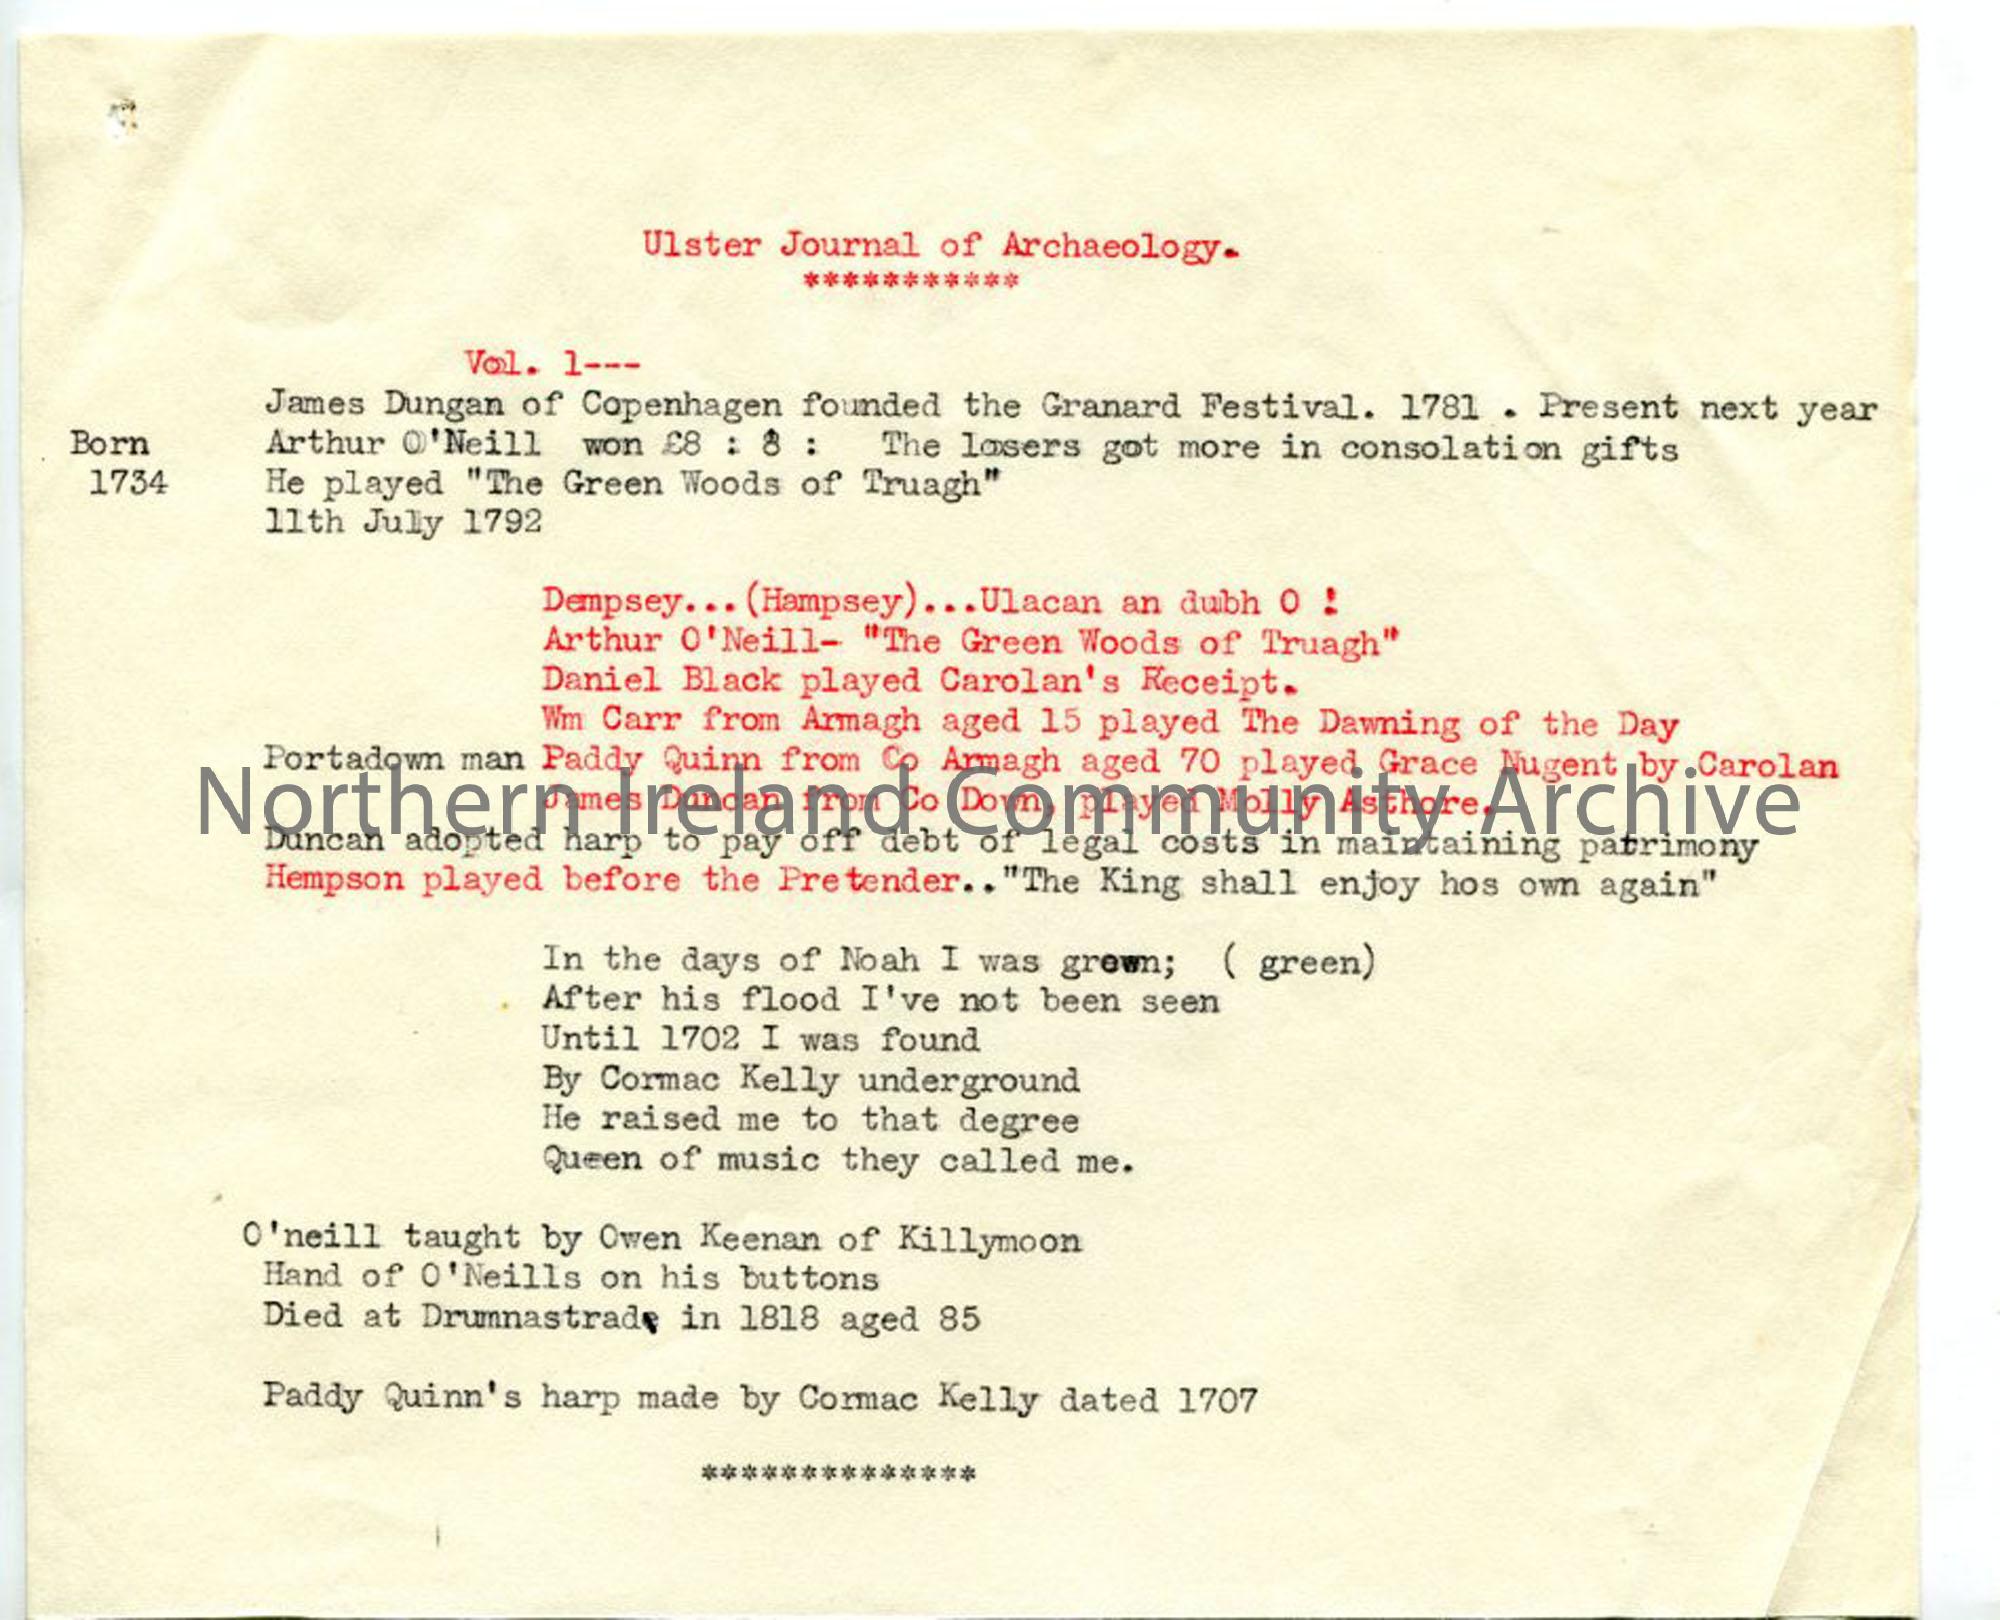 Ulster Journal of Archaeology.
***********
Vol. 1---
James Dungan of Copenhagen founded the Granard Festival. 1781 . Present next year
Born Arthur O'Neill won £8 : 8 : The losers got more in consolation gifts
1734 He played "The Green Woods of Truagh"
11th July 1792
Dempsey...(Hampsey)...Ulacan an dubh O !
Arthur O'Neill- "The Green Woods of Truagh"
Daniel Black played Carolan's Receipt.
Wm Carr from Armagh aged 15 played The Dawning of the Day
Portadown man Paddy Quinn from Co Armagh aged 70 played Grace Nugent by Carolan
James Duncan from Co Down, played Molly Asthore.
Northern Ireland Community Archive
Duncan adopted harp to pay off debt of legal costs in maintaining patrimony
Hempson played before the Pretender.."The King shall enjoy hos own again"
In the days of Noah I was grown; ( green)
After his flood I've not been seen
Until 1702 I was found
By Cormac Kelly underground
He raised me to that degree
Queen of music they called me.
O'neill taught by Owen Keenan of Killymoon
Hand of O'Neills on his buttons
Died at Drumnastrade in 1818 aged 85
Paddy Quinn's harp made by Cormac Kelly dated 1707
**************